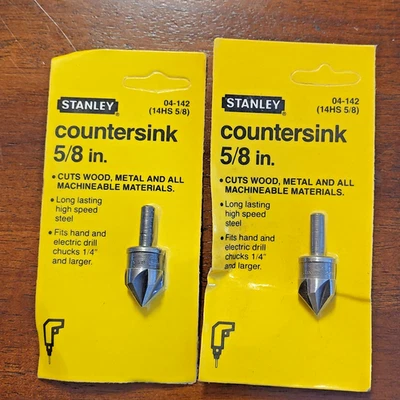 STANLEY
04-142
(14HS 5/8)
countersink
5/8 in.
• CUTS WOOD, METAL AND ALL
MACHINEABLE MATERIALS.
• Long lasting
high speed
steel
• Fits hand and
electric drill
chucks 1/4"
and larger.
STANLEY
04-142
(14HS 5/8)
countersink
5/8 in.
• CUTS WOOD, METAL AND ALL
MACHINEABLE MATERIALS.
• Long lasting
high speed
steel
• Fits hand and
electric drill
chucks 1/4"
and larger.